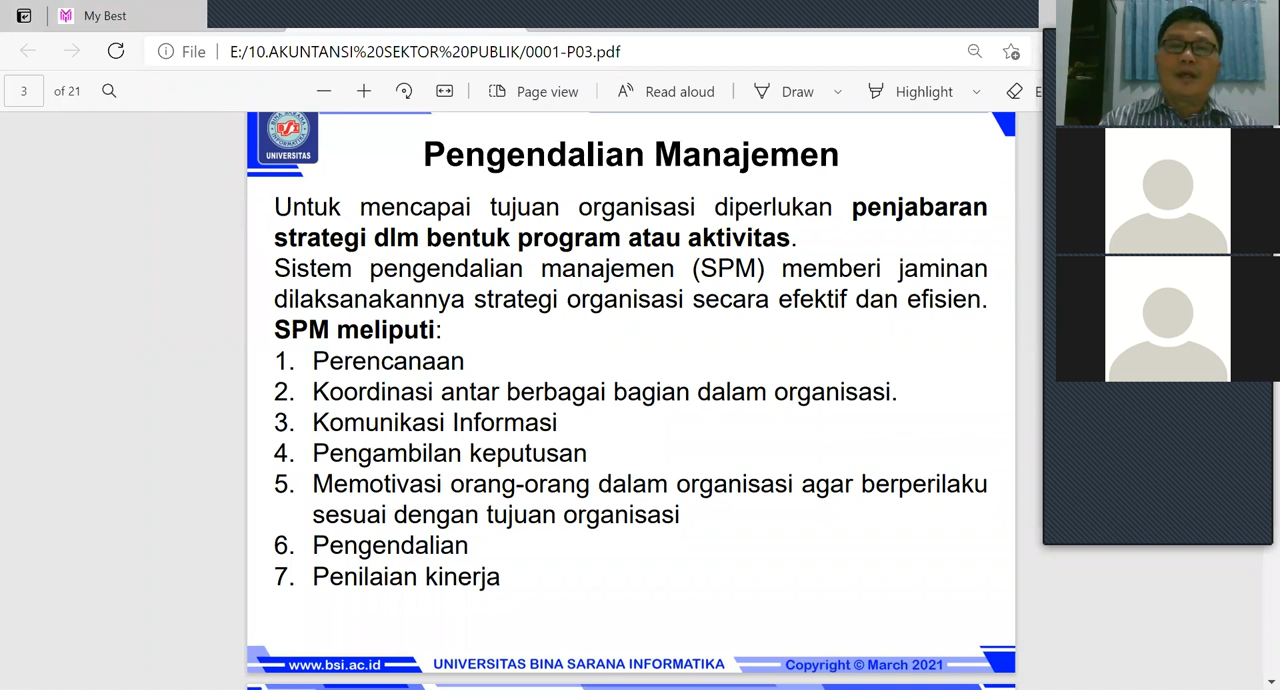 My Best
File E:/10.AKUNTANSI%20SEKTOR%20PUBLIK/0001-P03.pdf
3 of 21 Page view Read aloud Draw Highlight E
BINA SARANA INFORMATIKA
BSI
UNIVERSITAS
Pengendalian Manajemen
Untuk mencapai tujuan organisasi diperlukan penjabaran
strategi dlm bentuk program atau aktivitas.
Sistem pengendalian manajemen (SPM) memberi jaminan
dilaksanakannya strategi organisasi secara efektif dan efisien.
SPM meliputi:
1. Perencanaan
2. Koordinasi antar berbagai bagian dalam organisasi.
3. Komunikasi Informasi
4. Pengambilan keputusan
5. Memotivasi orang-orang dalam organisasi agar berperilaku
sesuai dengan tujuan organisasi
6. Pengendalian
7. Penilaian kinerja
www.bsi.ac.id UNIVERSITAS BINA SARANA INFORMATIKA Copyright © March 2021